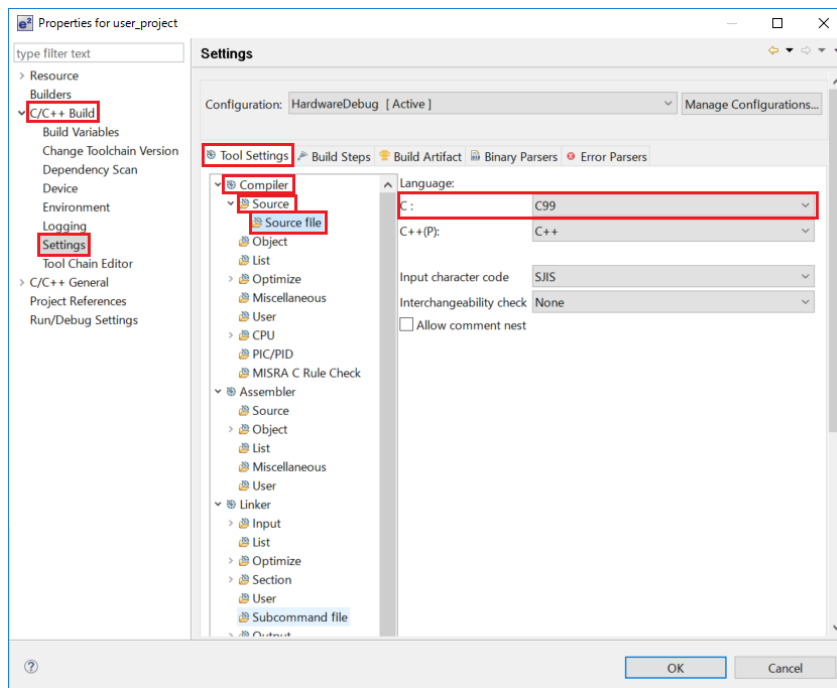 e² Properties for user_project
type filter text
Resource
Builders
C/C++ Build
Build Variables
Change Toolchain Version
Dependency Scan
Device
Environment
Logging
Settings
Tool Chain Editor
C/C++ General
Project References
Run/Debug Settings
Settings
Configuration: HardwareDebug [ Active ] Manage Configurations...
Tool Settings Build Steps Build Artifact Binary Parsers Error Parsers
Compiler
Source
Source file
Object
List
Optimize
Miscellaneous
User
CPU
PIC/PID
MISRA C Rule Check
Assembler
Source
Object
List
Miscellaneous
User
Linker
Input
List
Optimize
Section
User
Subcommand file
Output
Language:
C : C99
C++(P): C++
Input character code SJIS
Interchangeability check None
Allow comment nest
OK Cancel